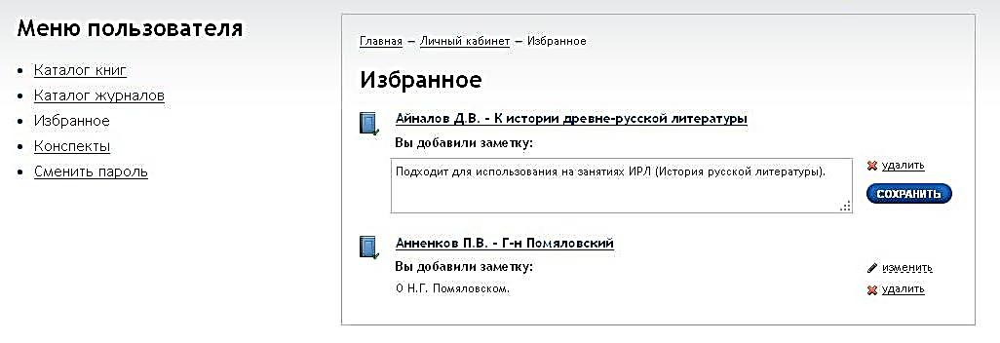 Меню пользователя
Каталог книг
Каталог журналов
Избранное
Конспекты
Сменить пароль
Главная — Личный кабинет — Избранное
Избранное
Айналов Д.В. - К истории древне-русской литературы
Вы добавили заметку:
Подходит для использования на занятиях ИРЛ (История русской литературы).
удалить
СОХРАНИТЬ
Анненков П.В. - Г-н Помяловский
Вы добавили заметку:
О Н.Г. Помяловском.
изменить
удалить